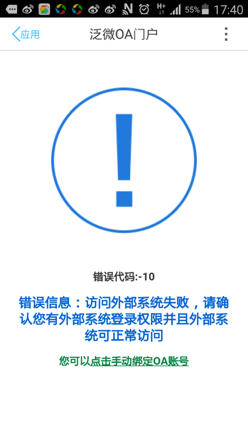 55% 17:40
应用
泛微OA门户
错误代码:-10
错误信息：访问外部系统失败，请确
认您有外部系统登录权限并且外部系
统可正常访问
您可以点击手动绑定OA账号